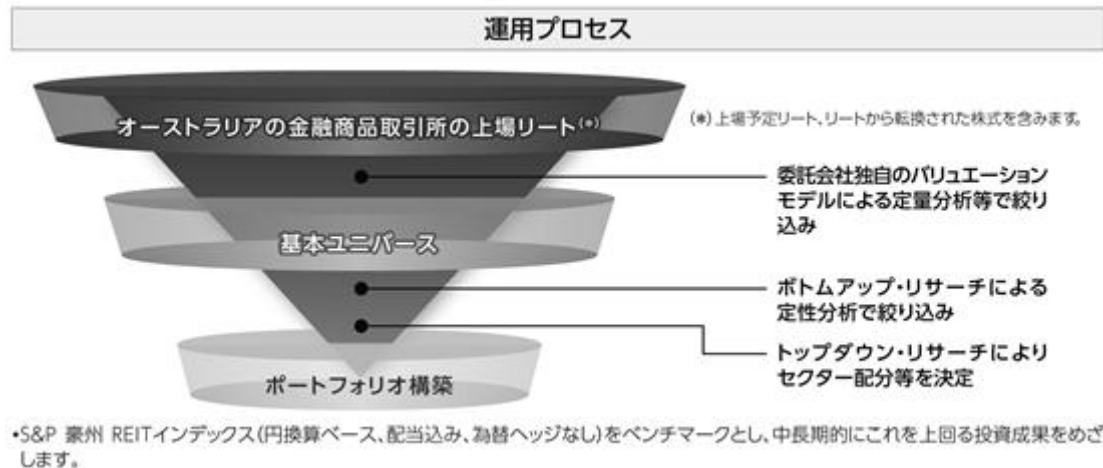 運用プロセス
オーストラリアの金融商品取引所の上場リート(*)
(*)上場予定リート、リートから転換された株式を含みます。
委託会社独自のバリュエーション
モデルによる定量分析等で絞り
込み
基本ユニバース
ボトムアップ・リサーチによる
定性分析で絞り込み
トップダウン・リサーチにより
セクター配分等を決定
ポートフォリオ構築
•S&P 豪州 REITインデックス(円換算ベース、配当込み、為替ヘッジなし)をベンチマークとし、中長期的にこれを上回る投資成果をめざ
します。